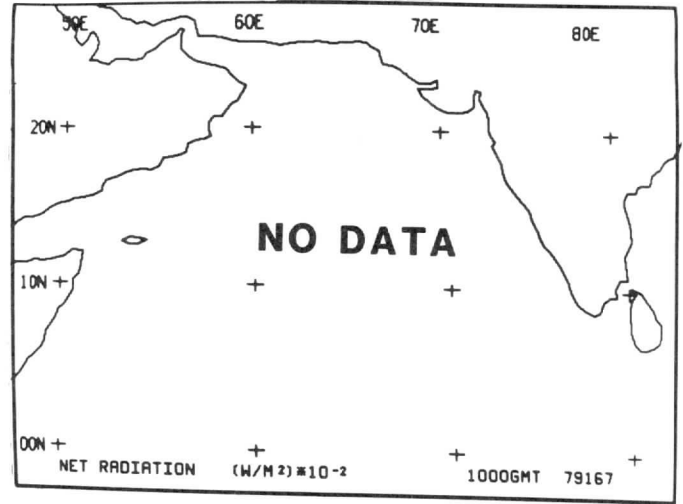 50E 60E 70E 80E
20N
NO DATA
10N
00N
NET RADIATION (W/M²)*10⁻² 1000GMT 79167